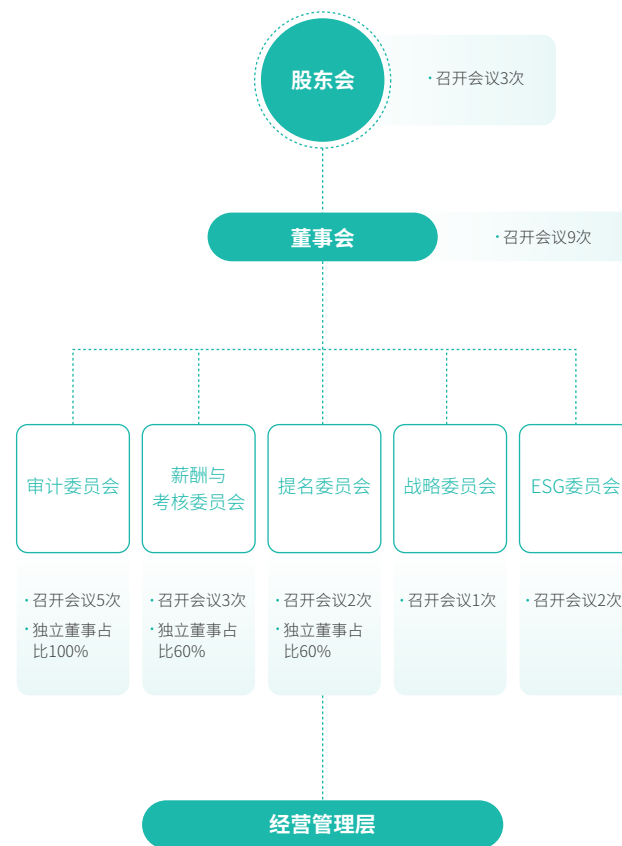 股东会
· 召开会议3次
董事会
· 召开会议9次
审计委员会
薪酬与
考核委员会
提名委员会
战略委员会
ESG委员会
· 召开会议5次
· 独立董事占
比100%
· 召开会议3次
· 独立董事占
比60%
· 召开会议2次
· 独立董事占
比60%
· 召开会议1次
· 召开会议2次
经营管理层